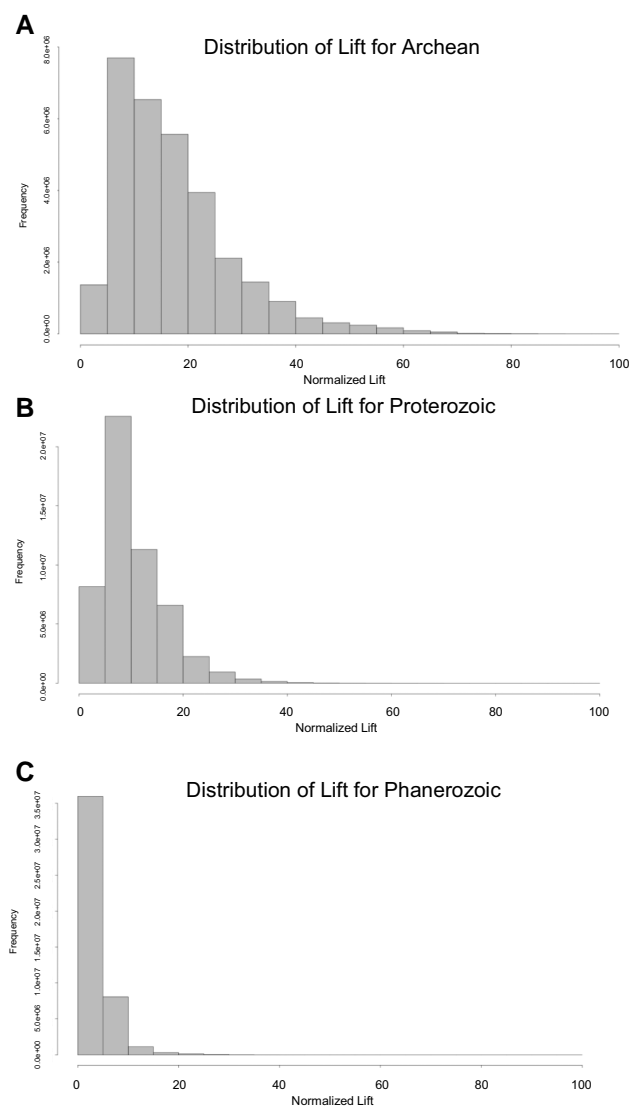 A
Distribution of Lift for Archean
8.0e+06
6.0e+06
4.0e+06
2.0e+06
0.0e+00
Frequency
0 20 40 60 80 100
Normalized Lift
B
Distribution of Lift for Proterozoic
2.0e+07
1.5e+07
1.0e+07
5.0e+06
0.0e+00
Frequency
0 20 40 60 80 100
Normalized Lift
C
Distribution of Lift for Phanerozoic
3.5e+07
3.0e+07
2.5e+07
2.0e+07
1.5e+07
1.0e+07
5.0e+06
0.0e+00
Frequency
0 20 40 60 80 100
Normalized Lift